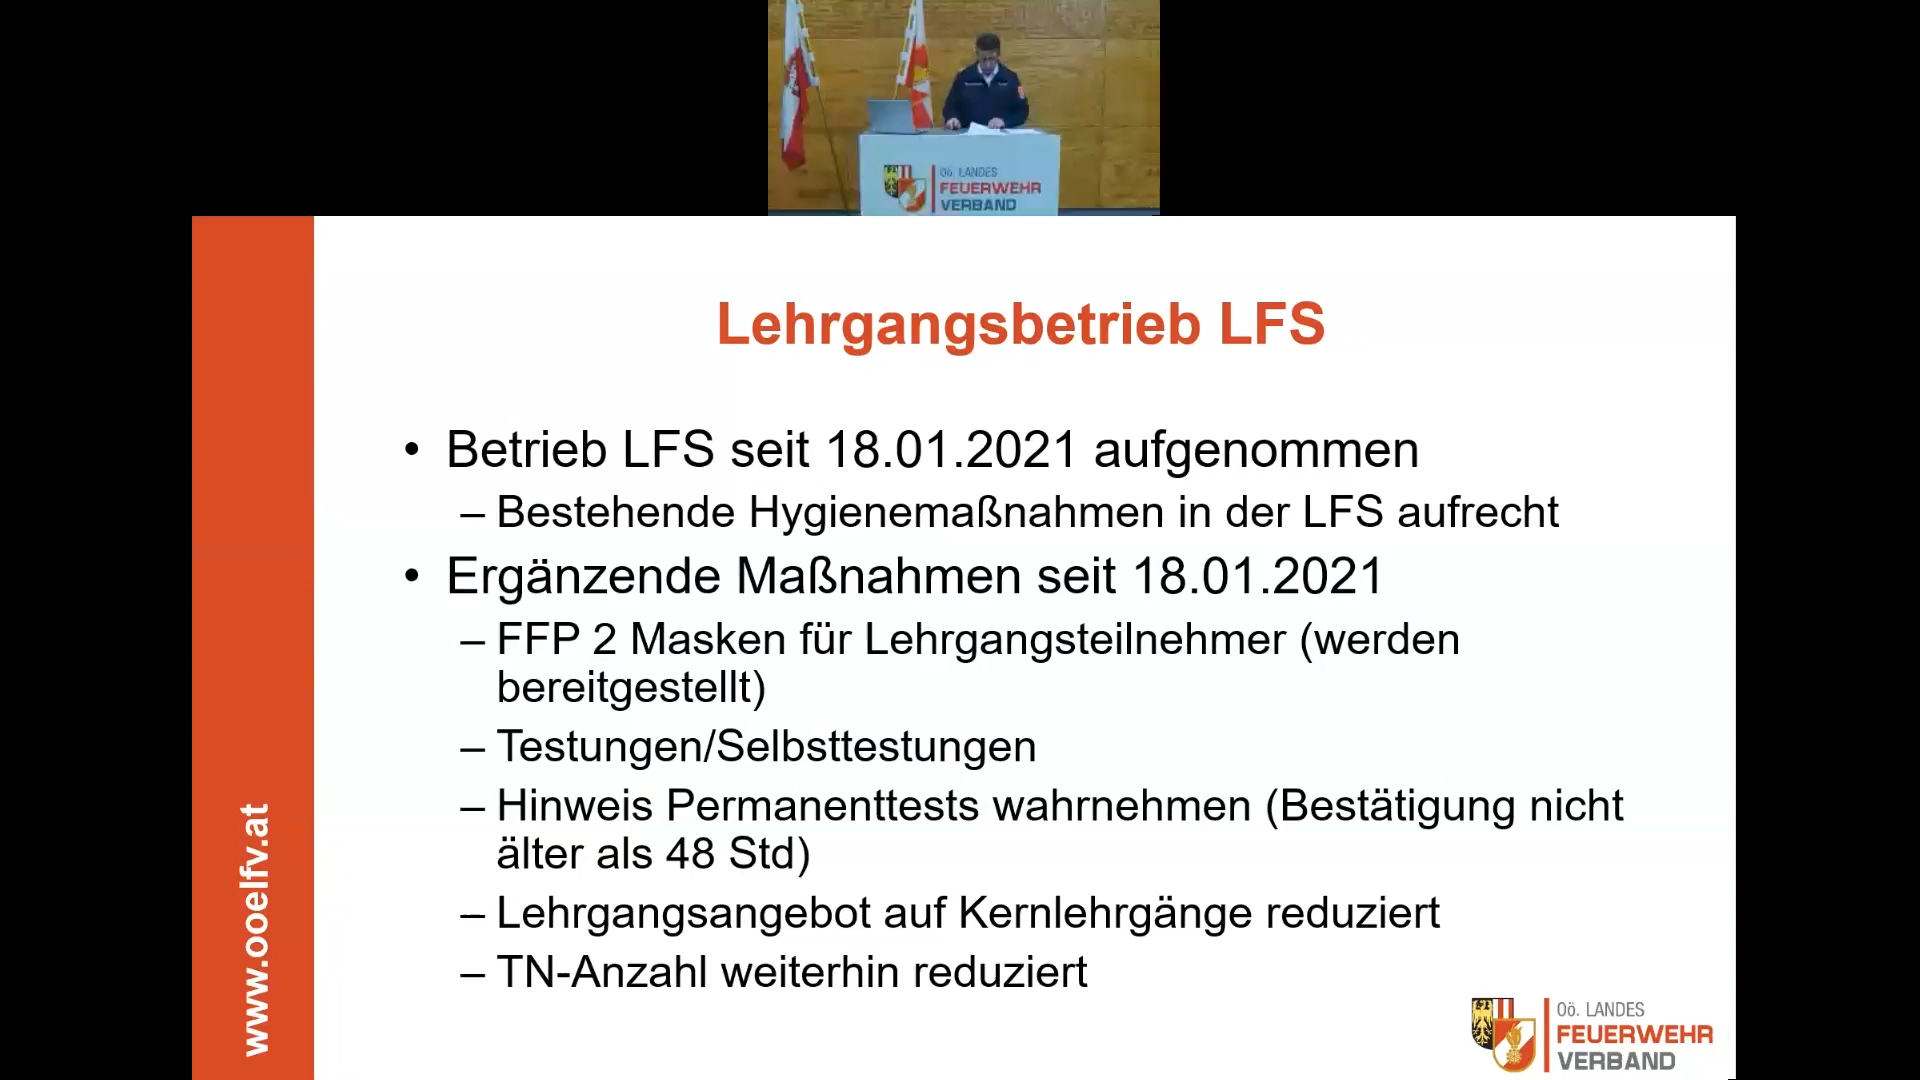 OÖ. LANDES
FEUERWEHR
VERBAND
Lehrgangsbetrieb LFS
• Betrieb LFS seit 18.01.2021 aufgenommen
– Bestehende Hygienemaßnahmen in der LFS aufrecht
• Ergänzende Maßnahmen seit 18.01.2021
– FFP 2 Masken für Lehrgangsteilnehmer (werden
bereitgestellt)
– Testungen/Selbsttestungen
– Hinweis Permanenttests wahrnehmen (Bestätigung nicht
älter als 48 Std)
– Lehrgangsangebot auf Kernlehrgänge reduziert
– TN-Anzahl weiterhin reduziert
www.ooelfv.at
Oö. LANDES
FEUERWEHR
VERBAND